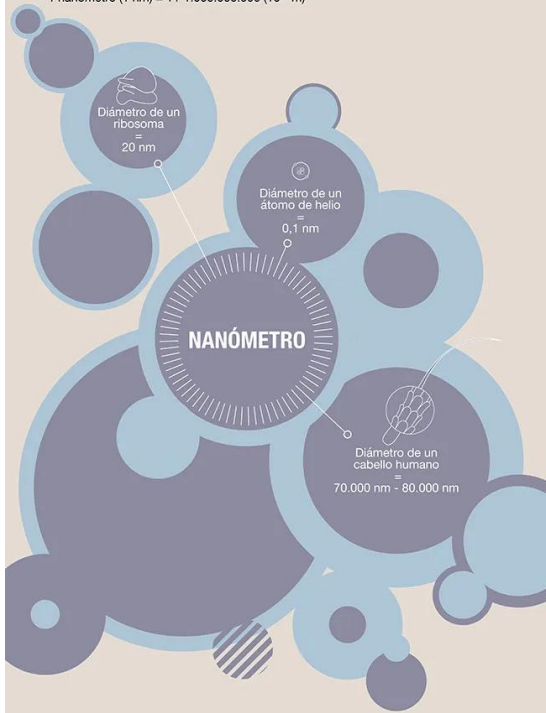 Diámetro de un
ribosoma
=
20 nm
Diámetro de un
átomo de helio
=
0,1 nm
NANÓMETRO
Diámetro de un
cabello humano
=
70.000 nm - 80.000 nm